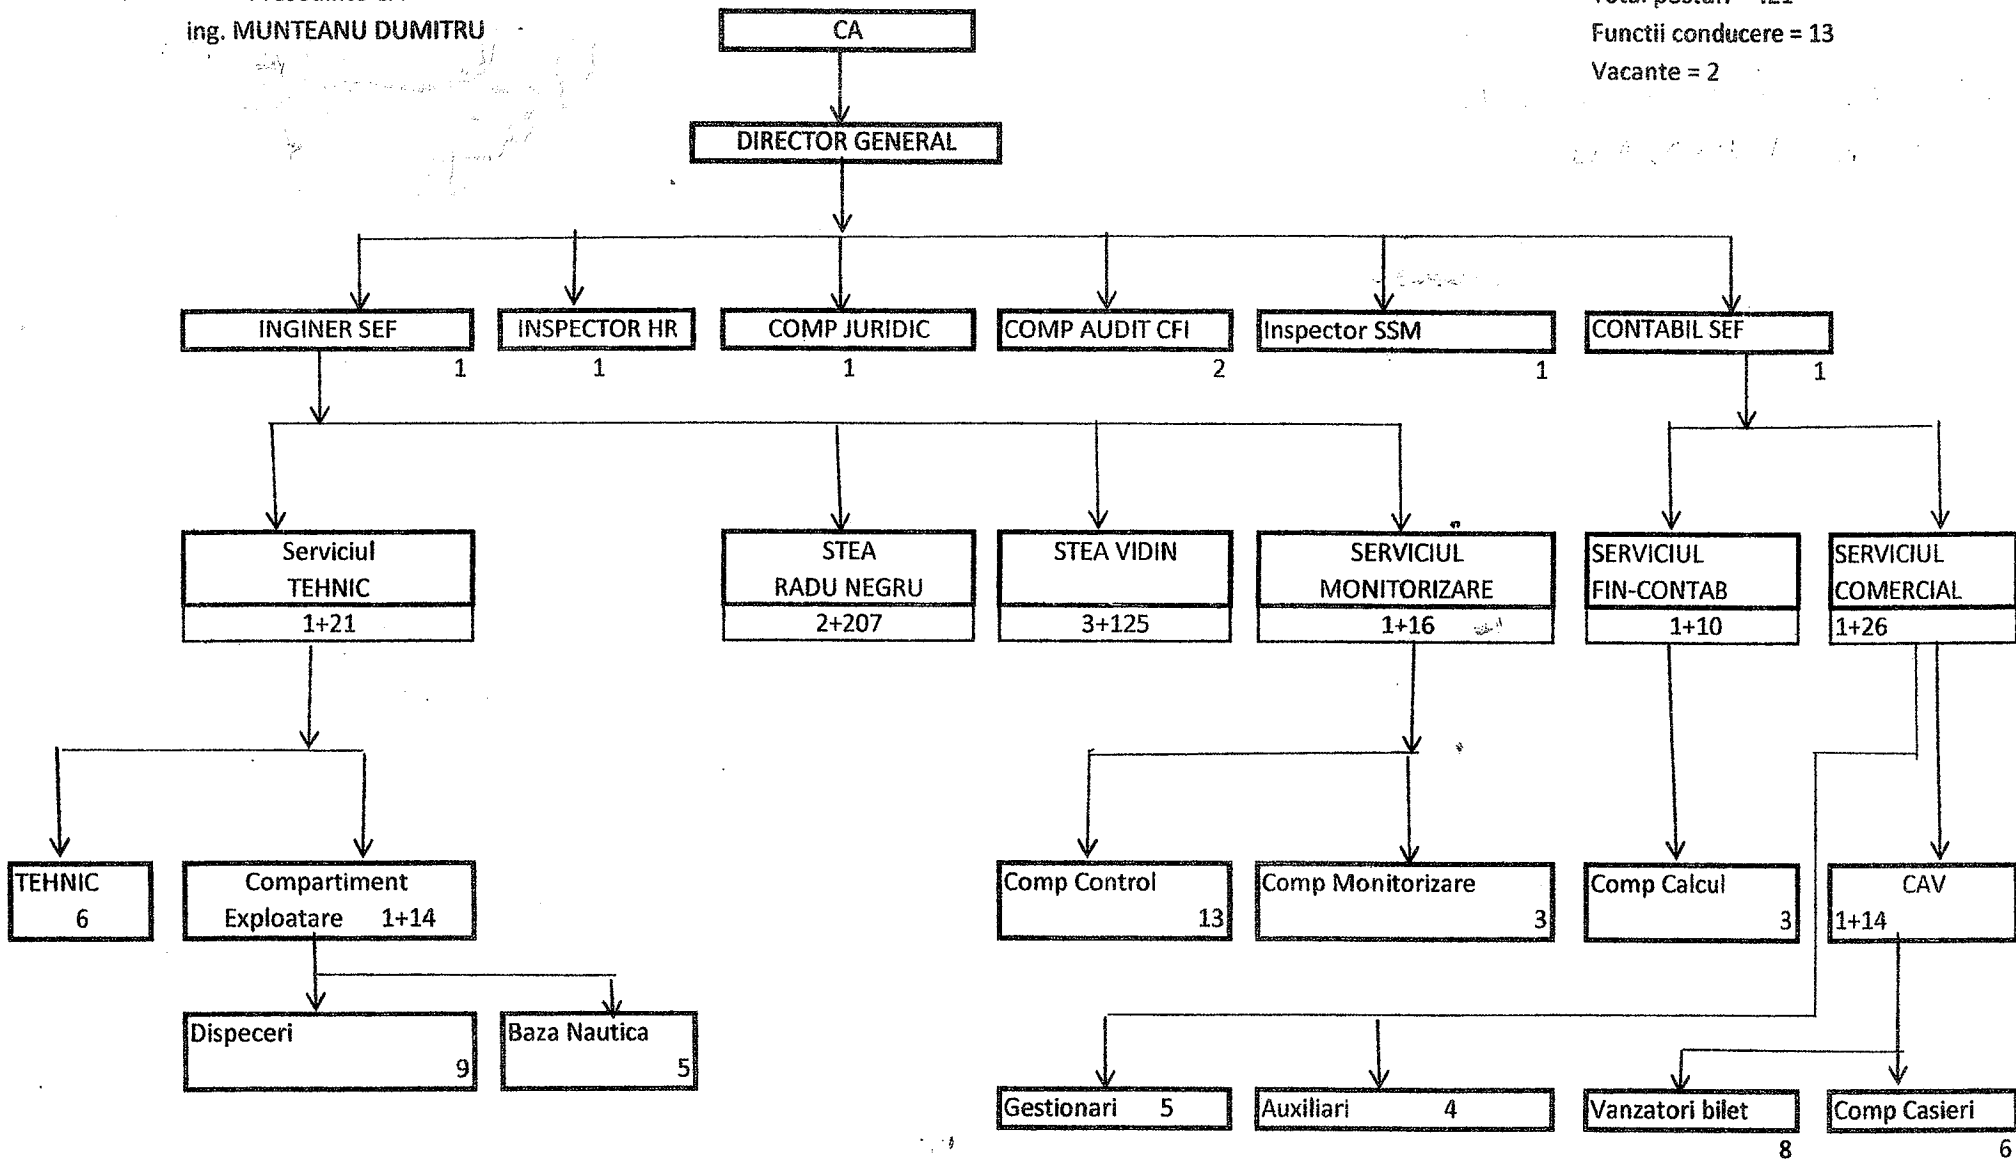 ing. MUNTEANU DUMITRU
Functii conducere = 13
Vacante = 2
CA
DIRECTOR GENERAL
INGINER SEF
1
INSPECTOR HR
1
COMP JURIDIC
1
COMP AUDIT CFI
2
Inspector SSM
1
CONTABIL SEF
1
Serviciul
TEHNIC
1+21
STEA
RADU NEGRU
2+207
STEA VIDIN
3+125
SERVICIUL
MONITORIZARE
1+16
SERVICIUL
FIN-CONTAB
1+10
SERVICIUL
COMERCIAL
1+26
TEHNIC
6
Compartiment
Exploatare 1+14
Comp Control
13
Comp Monitorizare
3
Comp Calcul
3
CAV
1+14
Dispeceri
9
Baza Nautica
5
Gestionari 5
Auxiliari 4
Vanzatori bilet
8
Comp Casieri
6